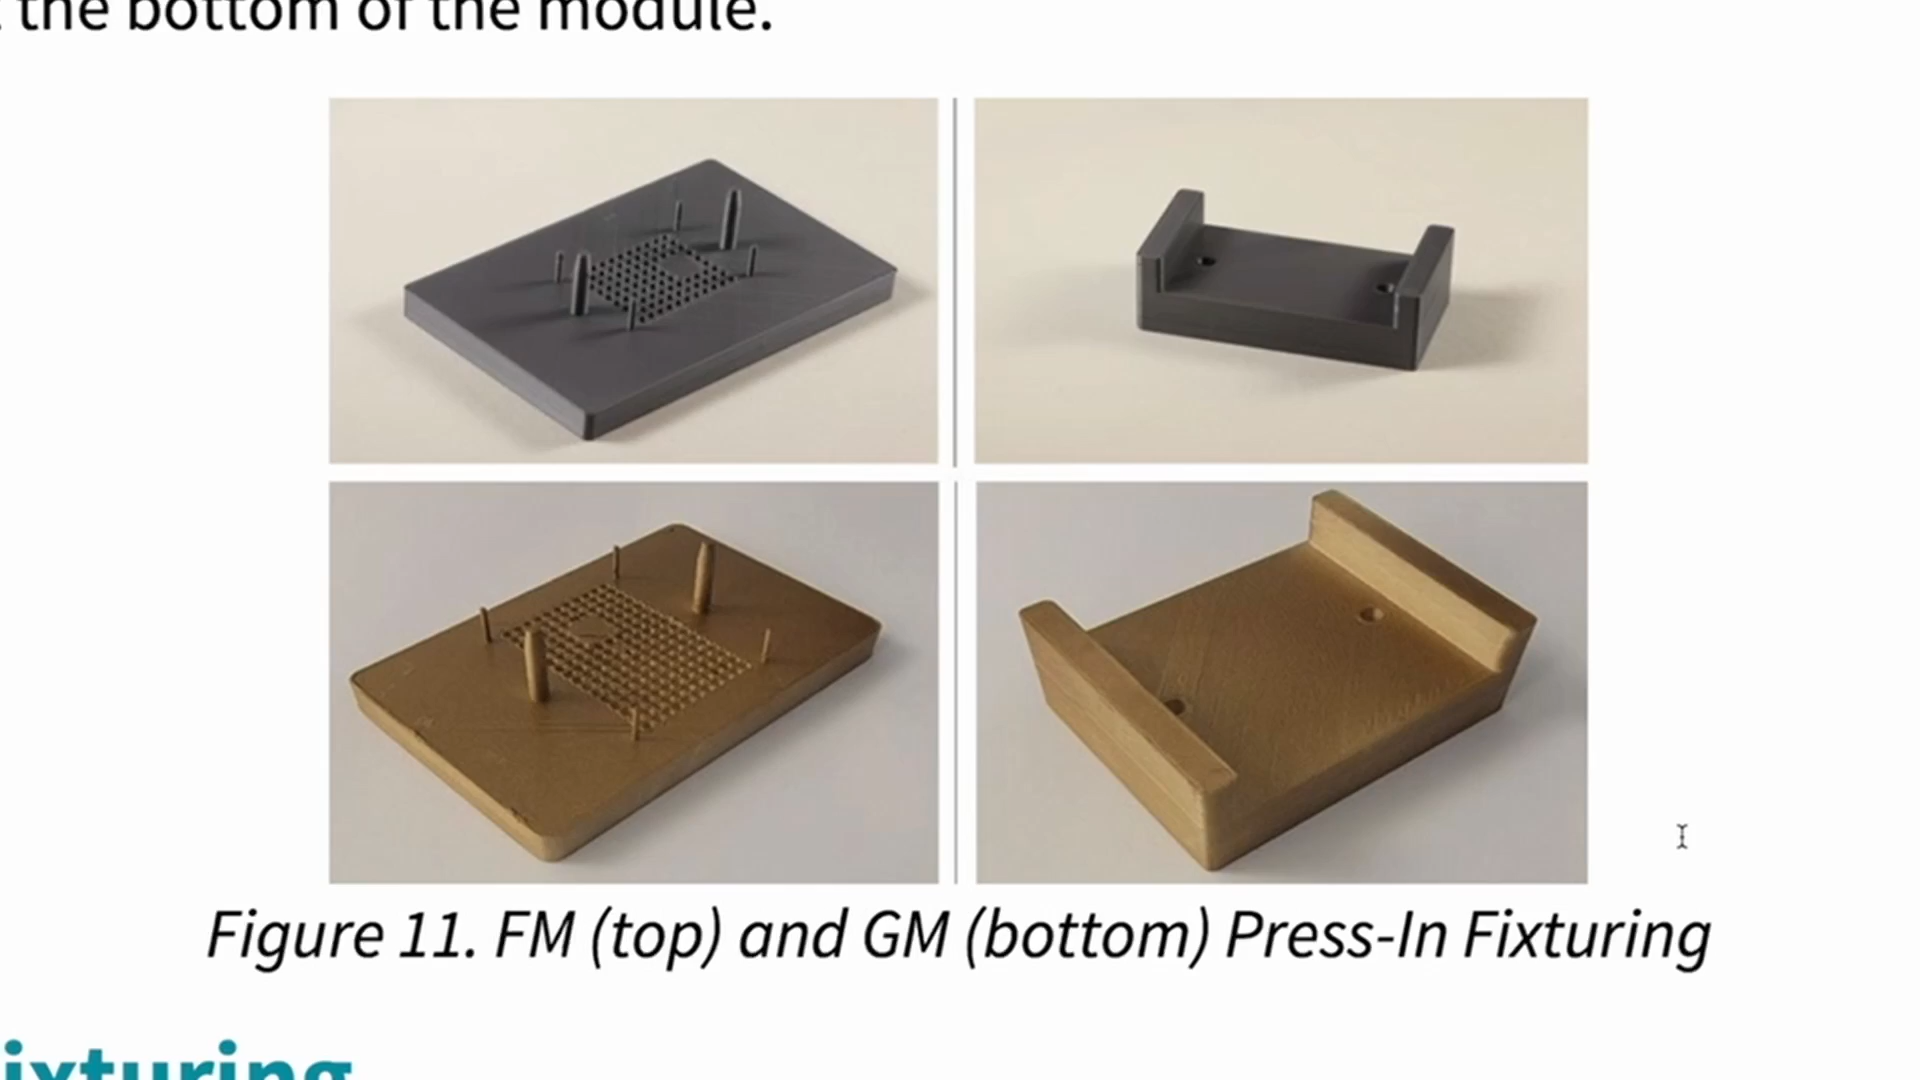 the bottom of the module.
Figure 11. FM (top) and GM (bottom) Press-In Fixturing
ixturing